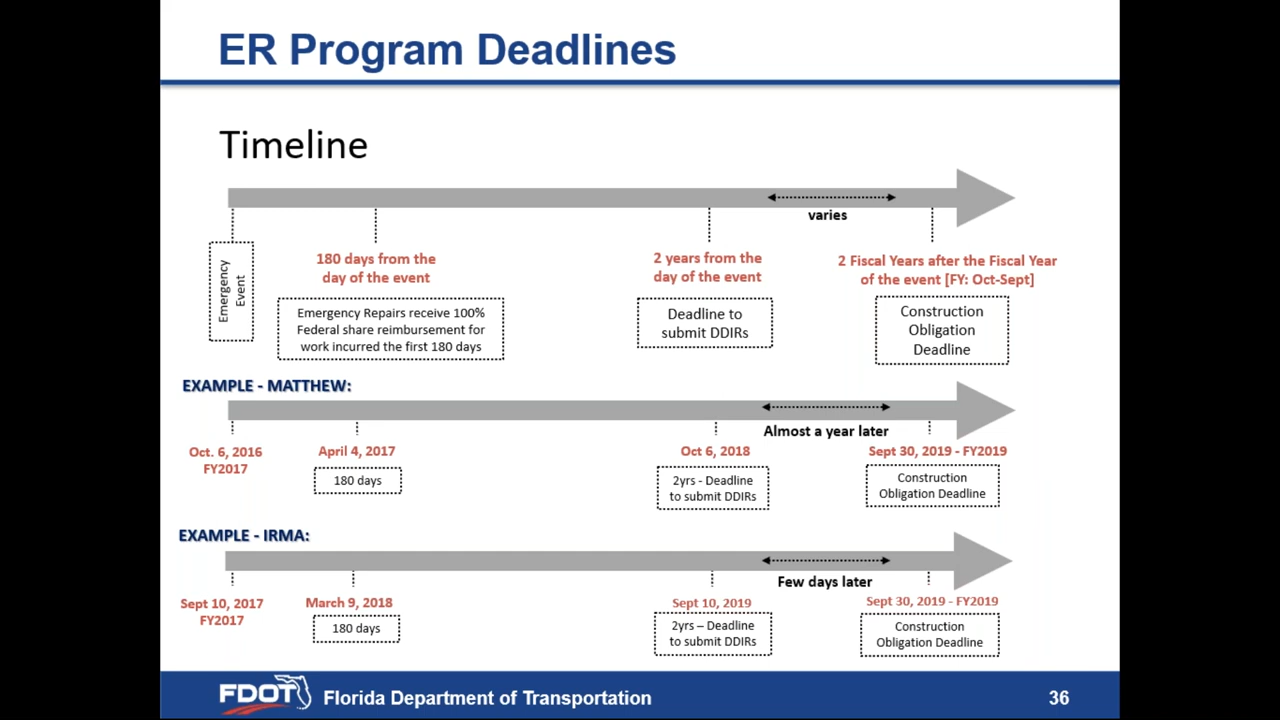 ER Program Deadlines
Timeline
varies
Emergency
Event
180 days from the
day of the event
Emergency Repairs receive 100%
Federal share reimbursement for
work incurred the first 180 days
2 years from the
day of the event
Deadline to
submit DDIRs
2 Fiscal Years after the Fiscal Year
of the event [FY: Oct-Sept]
Construction
Obligation
Deadline
EXAMPLE - MATTHEW:
Almost a year later
Oct. 6, 2016
FY2017
April 4, 2017
180 days
Oct 6, 2018
2yrs - Deadline
to submit DDIRs
Sept 30, 2019 - FY2019
Construction
Obligation Deadline
EXAMPLE - IRMA:
Few days later
Sept 10, 2017
FY2017
March 9, 2018
180 days
Sept 10, 2019
2yrs – Deadline
to submit DDIRs
Sept 30, 2019 - FY2019
Construction
Obligation Deadline
FDOT
Florida Department of Transportation
36